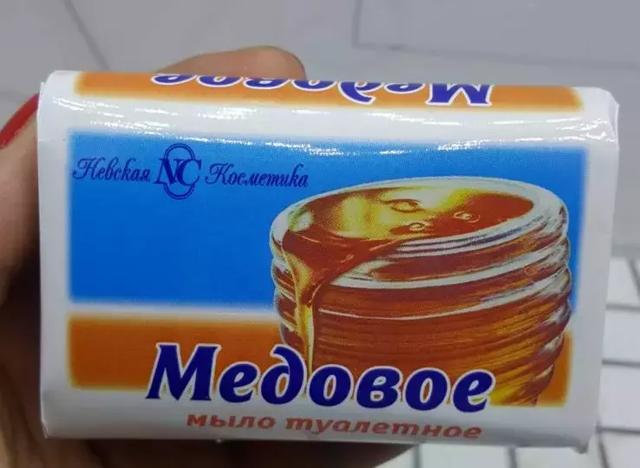 Медовое
Невская NC Косметика
Медовое
мыло туалетное